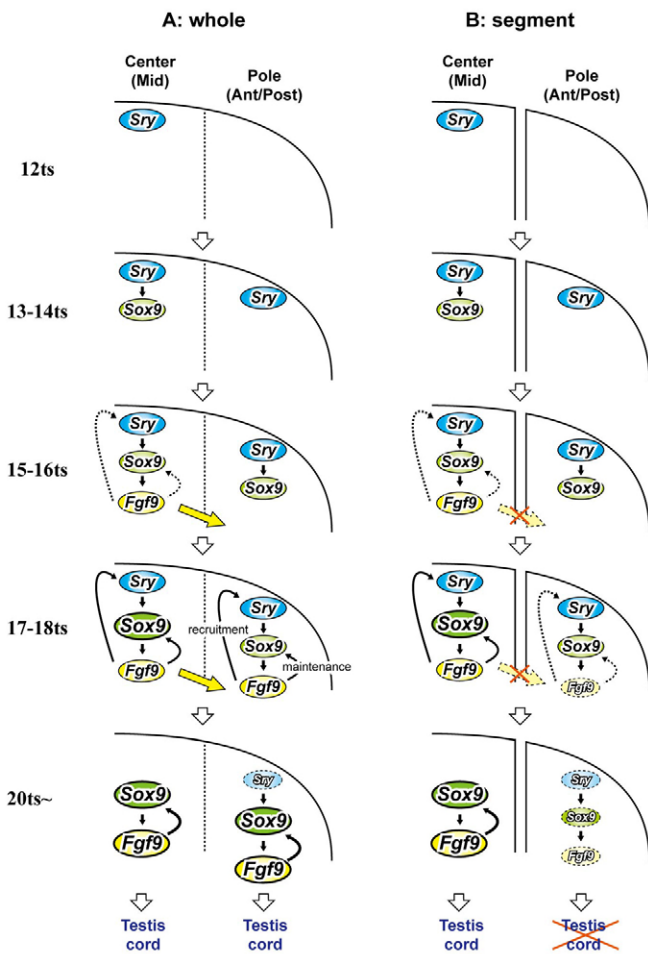 A: whole
B: segment
Center
(Mid)
Pole
(Ant/Post)
Center
(Mid)
Pole
(Ant/Post)
12ts
Sry
Sry
13-14ts
Sry
Sox9
Sry
Sry
Sox9
Sry
15-16ts
Sry
Sox9
Fgf9
Sry
Sox9
Sry
Sox9
Fgf9
Sry
Sox9
17-18ts
Sry
Sox9
Fgf9
recruitment
Sry
Sox9
maintenance
Fgf9
Sry
Sox9
Fgf9
Sry
Sox9
Fgf9
20ts~
Sox9
Fgf9
Sry
Sox9
Fgf9
Sox9
Fgf9
Sry
Sox9
Fgf9
Testis
cord
Testis
cord
Testis
cord
Testis
cord